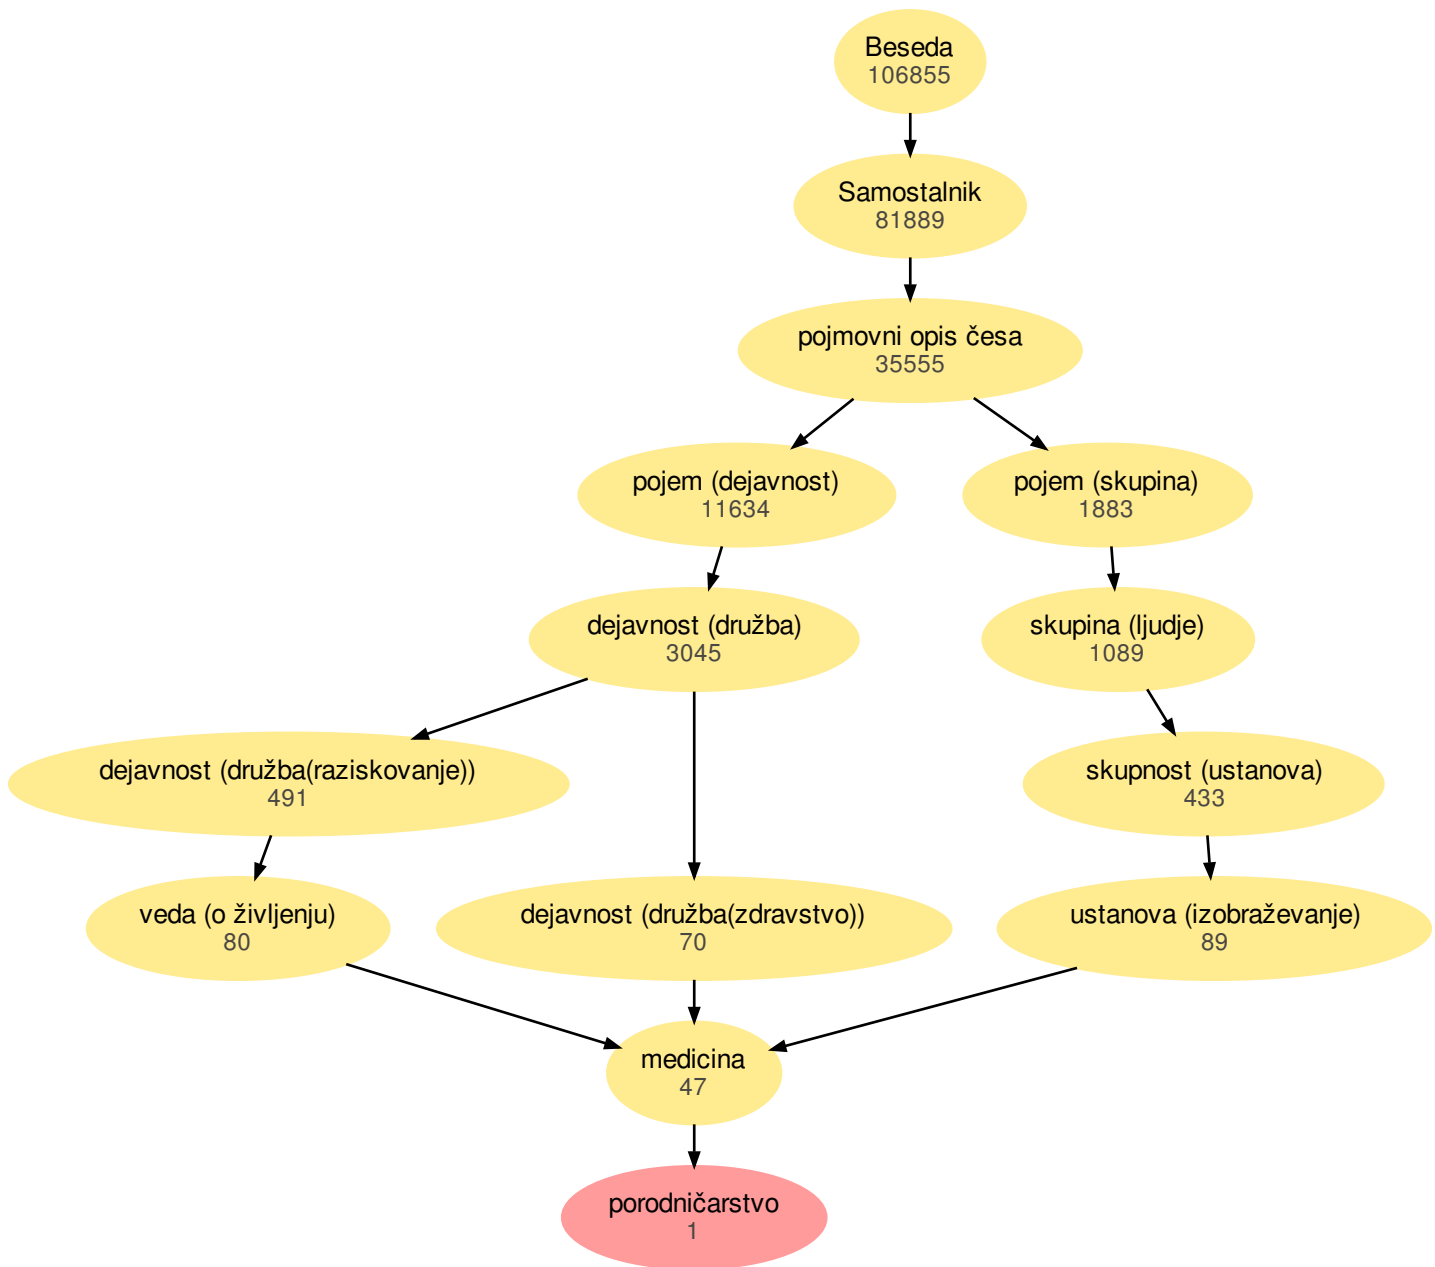 Beseda
106855
Samostalnik
81889
pojmovni opis česa
35555
pojem (dejavnost)
11634
pojem (skupina)
1883
dejavnost (družba)
3045
skupina (ljudje)
1089
dejavnost (družba(raziskovanje))
491
skupnost (ustanova)
433
veda (o življenju)
80
dejavnost (družba(zdravstvo))
70
ustanova (izobraževanje)
89
medicina
47
porodničarstvo
1